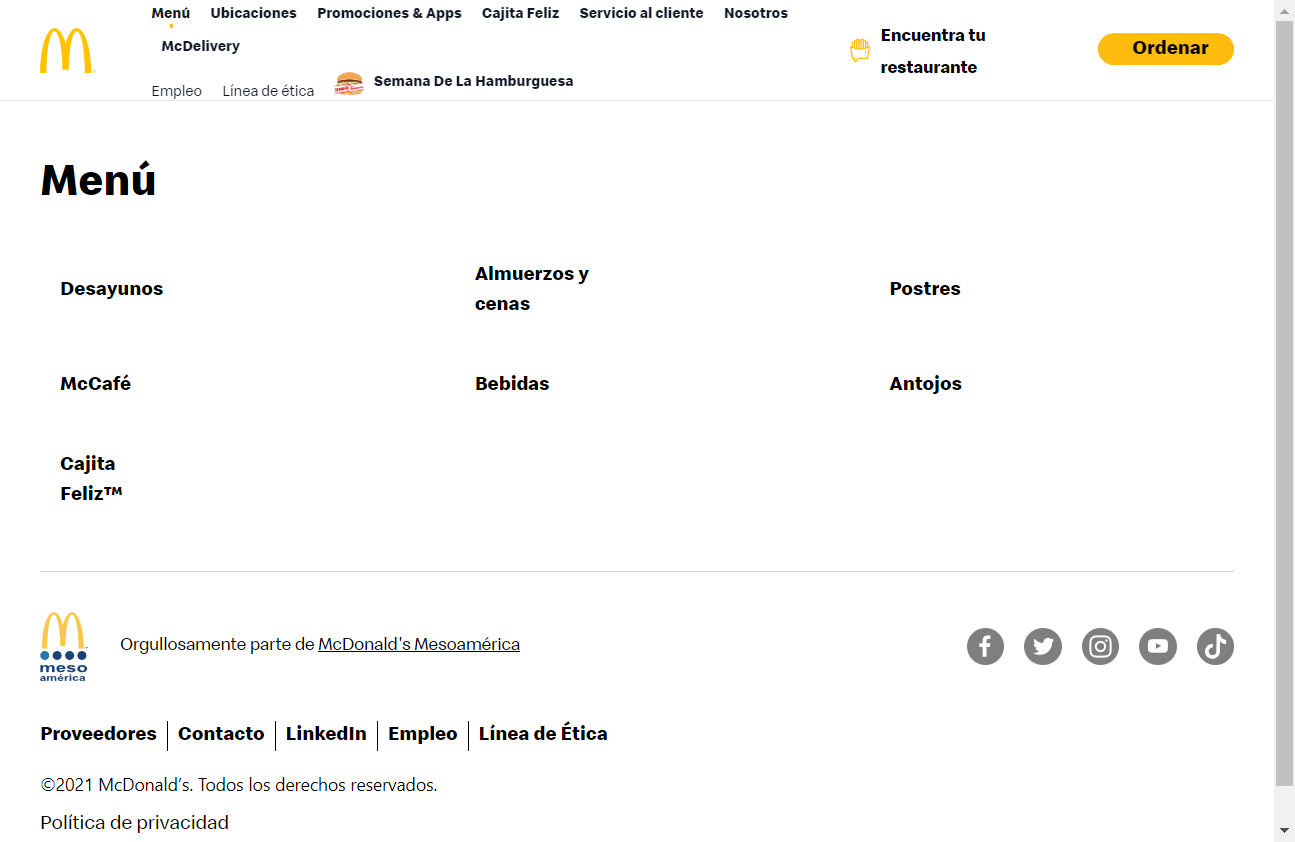 Menú Ubicaciones Promociones & Apps Cajita Feliz Servicio al cliente Nosotros
McDelivery
Empleo Línea de ética Semana De La Hamburguesa
Encuentra tu
restaurante
Ordenar
Menú
Desayunos
Almuerzos y
cenas
Postres
McCafé
Bebidas
Antojos
Cajita
Feliz™
meso
américa
Orgullosamente parte de McDonald's Mesoamérica
Proveedores Contacto LinkedIn Empleo Línea de Ética
©2021 McDonald’s. Todos los derechos reservados.
Política de privacidad